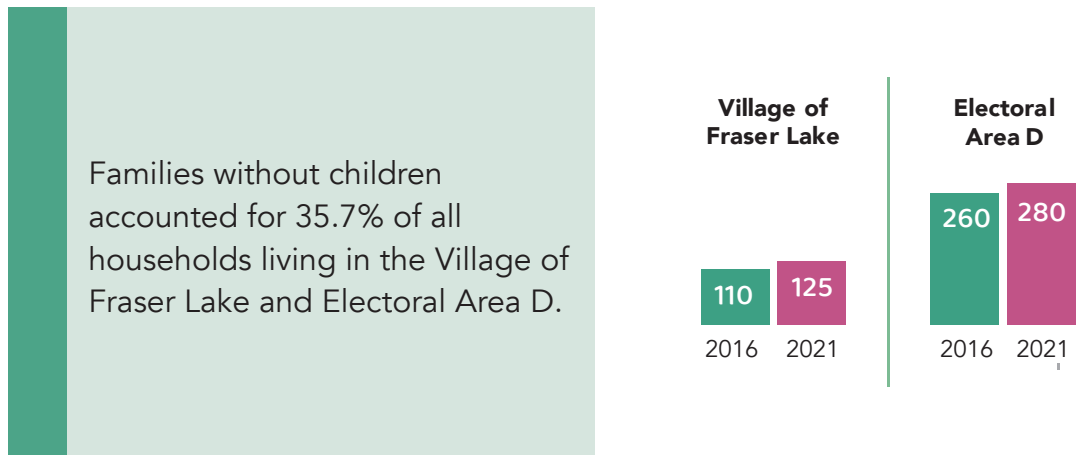 Families without children
accounted for 35.7% of all
households living in the Village of
Fraser Lake and Electoral Area D.
Village of
Fraser Lake
110
125
2016
2021
Electoral
Area D
260
280
2016
2021